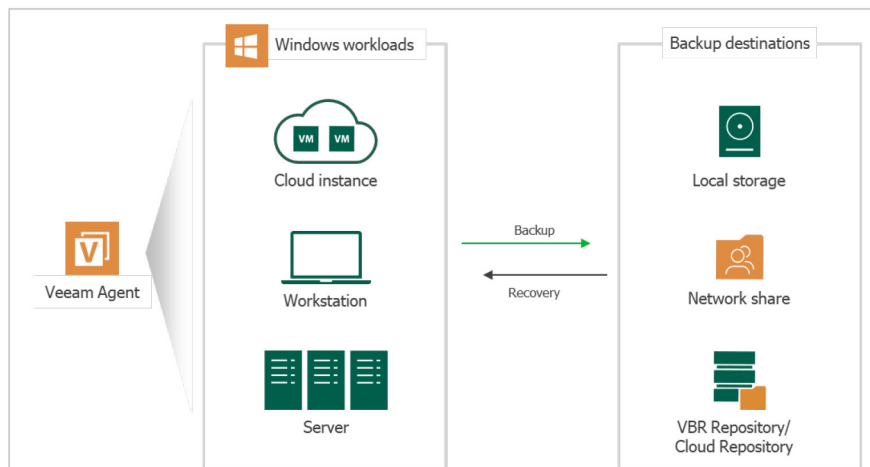 Windows workloads
Backup destinations
VM VM
Cloud instance
Local storage
V
Veeam Agent
Backup
Recovery
Workstation
Network share
Server
VBR Repository/
Cloud Repository